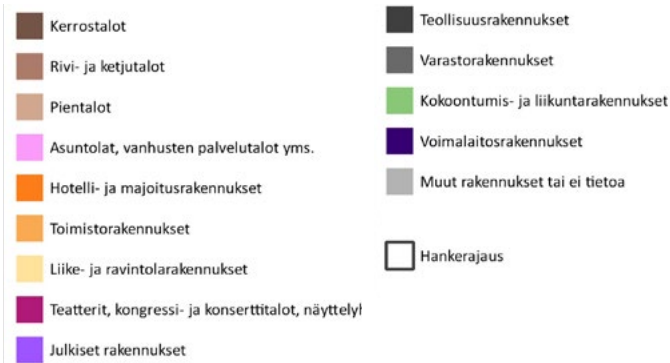 Kerrostalot
Rivi- ja ketjutalot
Pientalot
Asuntolat, vanhusten palvelutalot yms.
Hotelli- ja majoitusrakennukset
Toimistorakennukset
Liike- ja ravintolarakennukset
Teatterit, kongressi- ja konserttitalot,
Julkiset rakennukset
Teollisuusrakennukset
Varastorakennukset
Kokoontumis- ja liikuntarakennukset
Voimalaitosrakennukset
Muut rakennukset tai ei tietoa
Hankerajaus